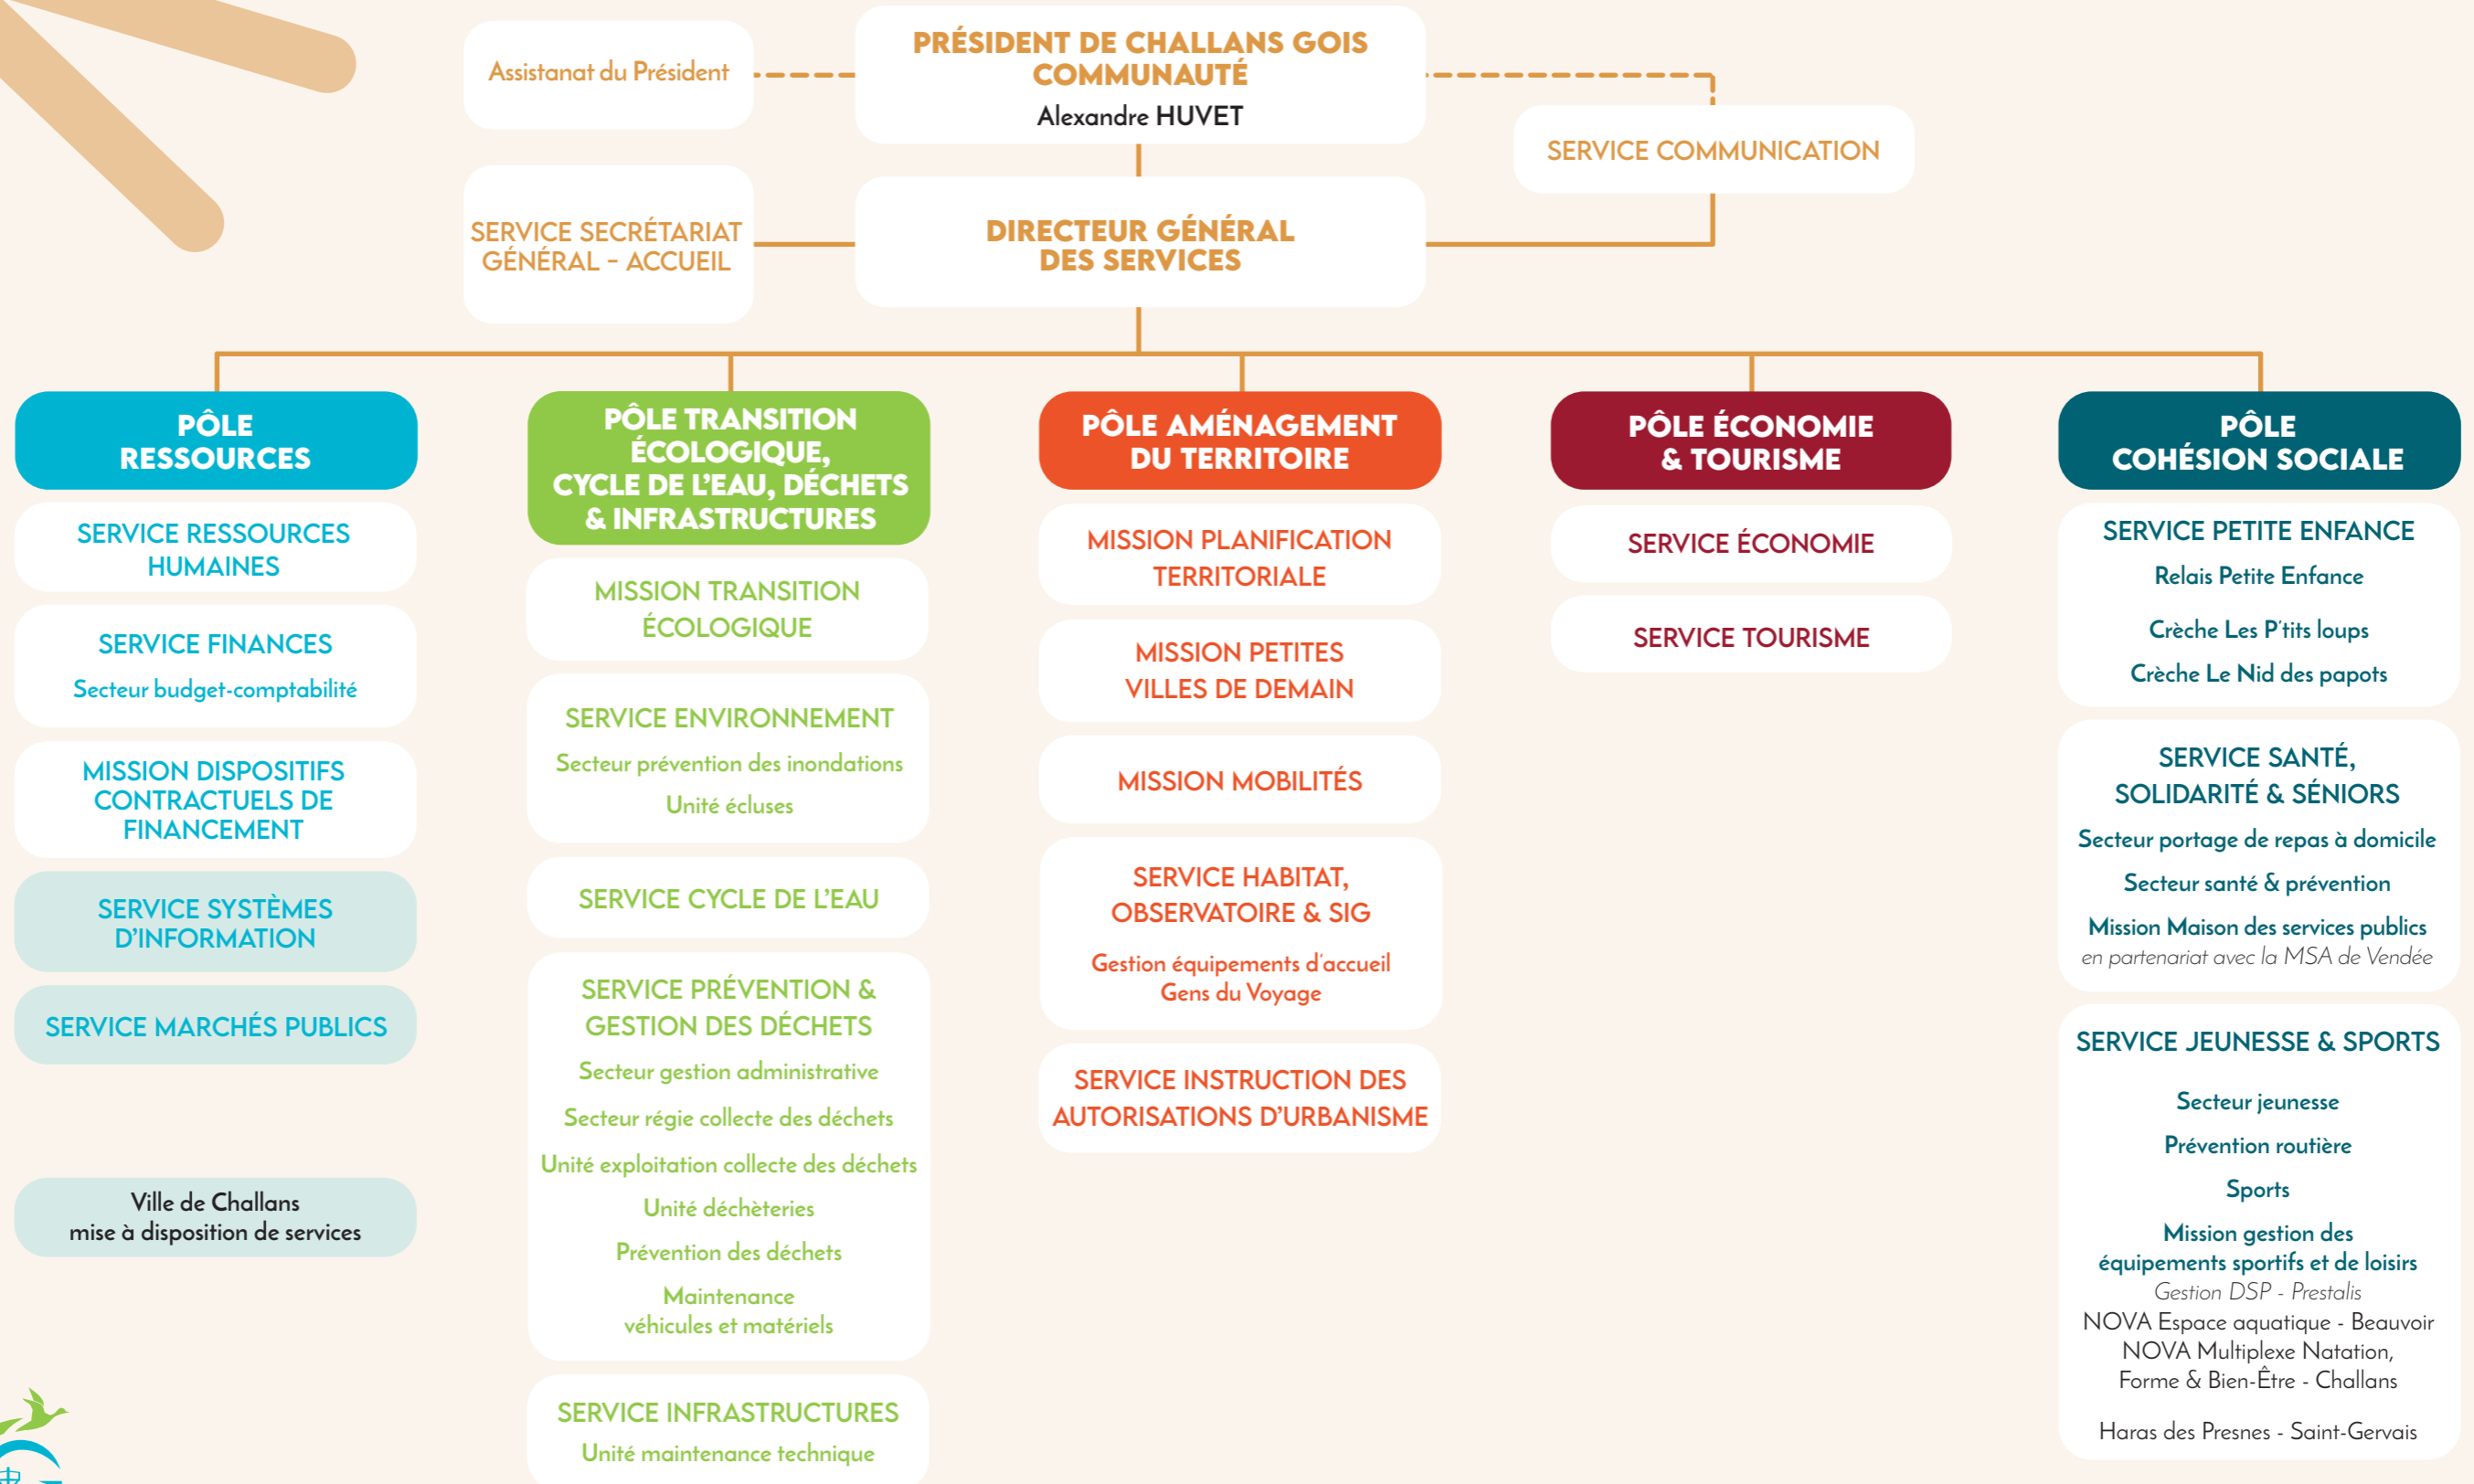 Assistanat du Président
PRÉSIDENT DE CHALLANS GOIS
COMMUNAUTÉ
Alexandre HUVET
SERVICE COMMUNICATION
SERVICE SECRÉTARIAT
GÉNÉRAL - ACCUEIL
DIRECTEUR GÉNÉRAL
DES SERVICES
PÔLE
RESSOURCES
SERVICE RESSOURCES
HUMAINES
SERVICE FINANCES
Secteur budget-comptabilité
MISSION DISPOSITIFS
CONTRACTUELS DE
FINANCEMENT
SERVICE SYSTÈMES
D'INFORMATION
SERVICE MARCHÉS PUBLICS
Ville de Challans
mise à disposition de services
PÔLE TRANSITION
ÉCOLOGIQUE,
CYCLE DE L'EAU, DÉCHETS
& INFRASTRUCTURES
MISSION TRANSITION
ÉCOLOGIQUE
SERVICE ENVIRONNEMENT
Secteur prévention des inondations
Unité écluses
SERVICE CYCLE DE L'EAU
SERVICE PRÉVENTION &
GESTION DES DÉCHETS
Secteur gestion administrative
Secteur régie collecte des déchets
Unité exploitation collecte des déchets
Unité déchèteries
Prévention des déchets
Maintenance
véhicules et matériels
SERVICE INFRASTRUCTURES
Unité maintenance technique
PÔLE AMÉNAGEMENT
DU TERRITOIRE
MISSION PLANIFICATION
TERRITORIALE
MISSION PETITES
VILLES DE DEMAIN
MISSION MOBILITÉS
SERVICE HABITAT,
OBSERVATOIRE & SIG
Gestion équipements d'accueil
Gens du Voyage
SERVICE INSTRUCTION DES
AUTORISATIONS D'URBANISME
PÔLE ÉCONOMIE
& TOURISME
SERVICE ÉCONOMIE
SERVICE TOURISME
PÔLE
COHÉSION SOCIALE
SERVICE PETITE ENFANCE
Relais Petite Enfance
Crèche Les P'tits loups
Crèche Le Nid des papots
SERVICE SANTÉ,
SOLIDARITÉ & SÉNIORS
Secteur portage de repas à domicile
Secteur santé & prévention
Mission Maison des services publics
en partenariat avec la MSA de Vendée
SERVICE JEUNESSE & SPORTS
Secteur jeunesse
Prévention routière
Sports
Mission gestion des
équipements sportifs et de loisirs
Gestion DSP - Prestalis
NOVA Espace aquatique - Beauvoir
NOVA Multiplexe Natation,
Forme & Bien-Être - Challans
Haras des Presnes - Saint-Gervais